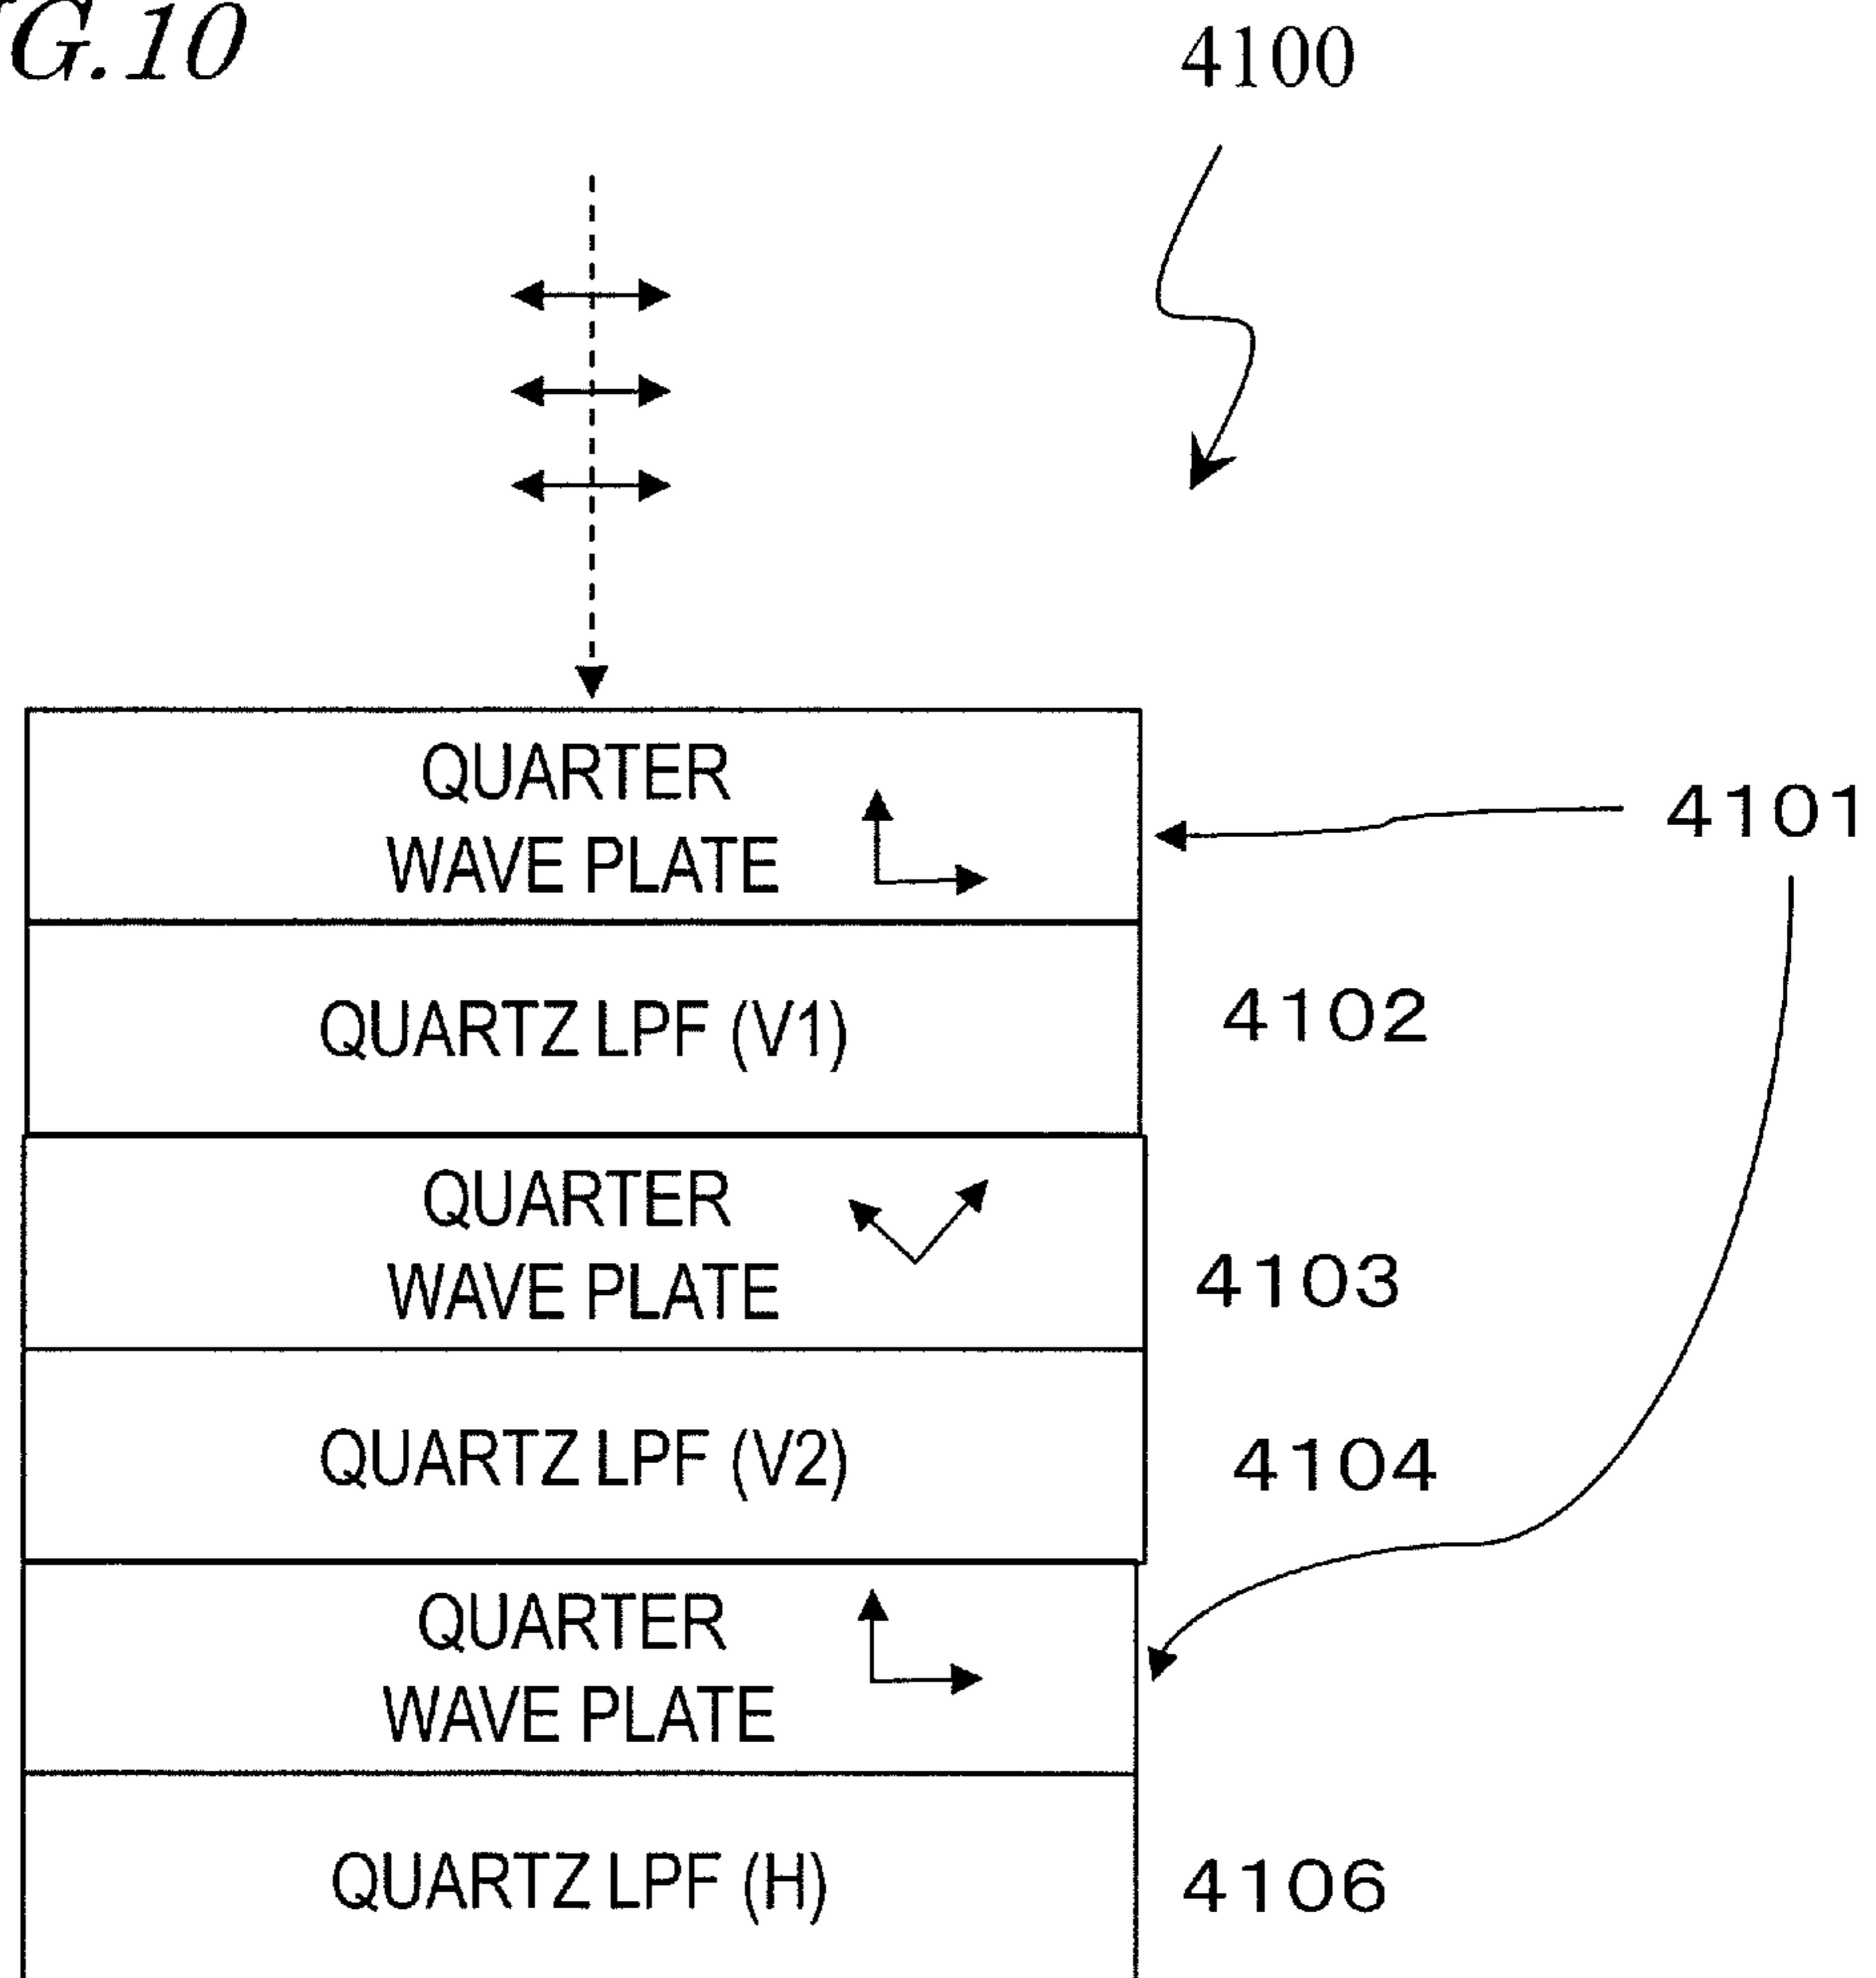 G.10
4100
QUARTER
WAVE PLATE
4101
QUARTZ LPF (V1)
4102
QUARTER
WAVE PLATE
4103
QUARTZ LPF (V2)
4104
QUARTER
WAVE PLATE
QUARTZ LPF (H)
4106